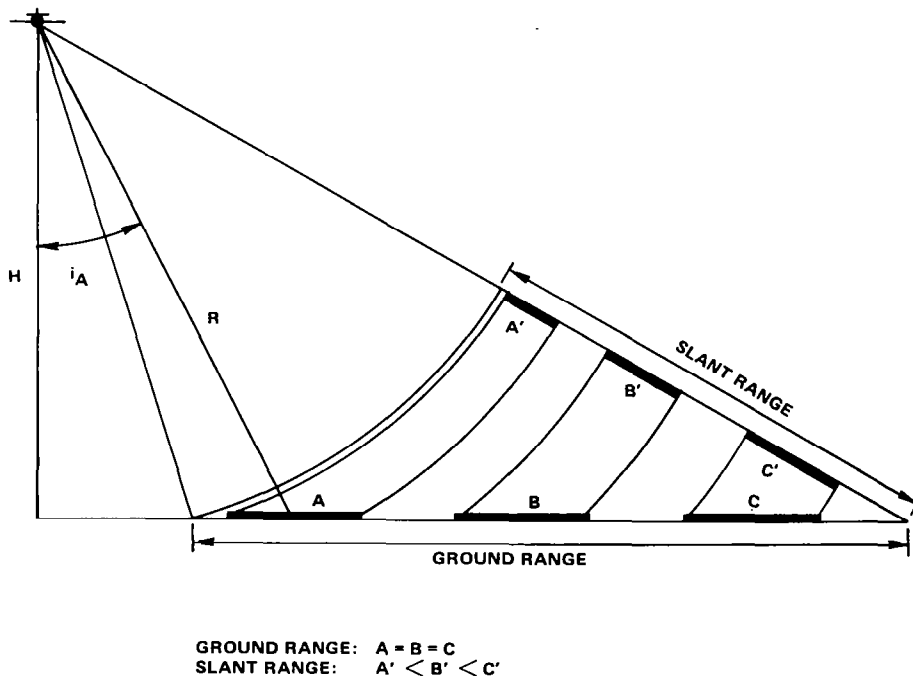 H
iA
R
A'
B'
C'
SLANT RANGE
A
B
C
GROUND RANGE
GROUND RANGE: A = B = C
SLANT RANGE: A' < B' < C'